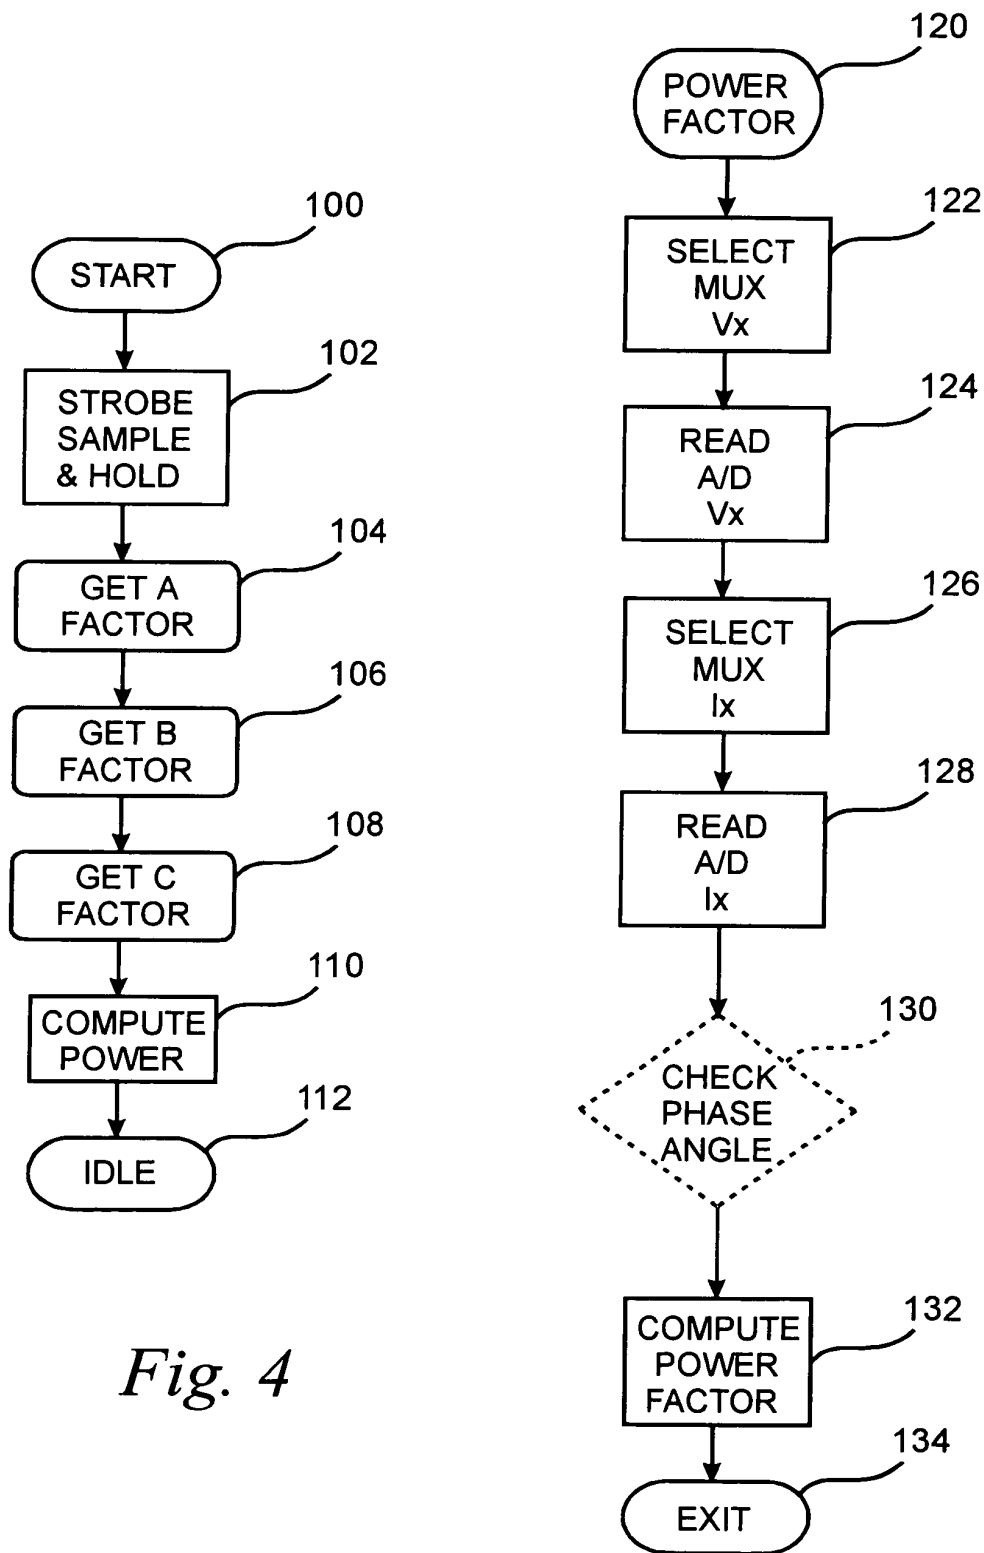 100
START
102
STROBE
SAMPLE
& HOLD
104
GET A
FACTOR
106
GET B
FACTOR
108
GET C
FACTOR
110
COMPUTE
POWER
112
IDLE
Fig. 4
120
POWER
FACTOR
122
SELECT
MUX
Vx
124
READ
A/D
Vx
126
SELECT
MUX
Ix
128
READ
A/D
Ix
130
CHECK
PHASE
ANGLE
132
COMPUTE
POWER
FACTOR
134
EXIT